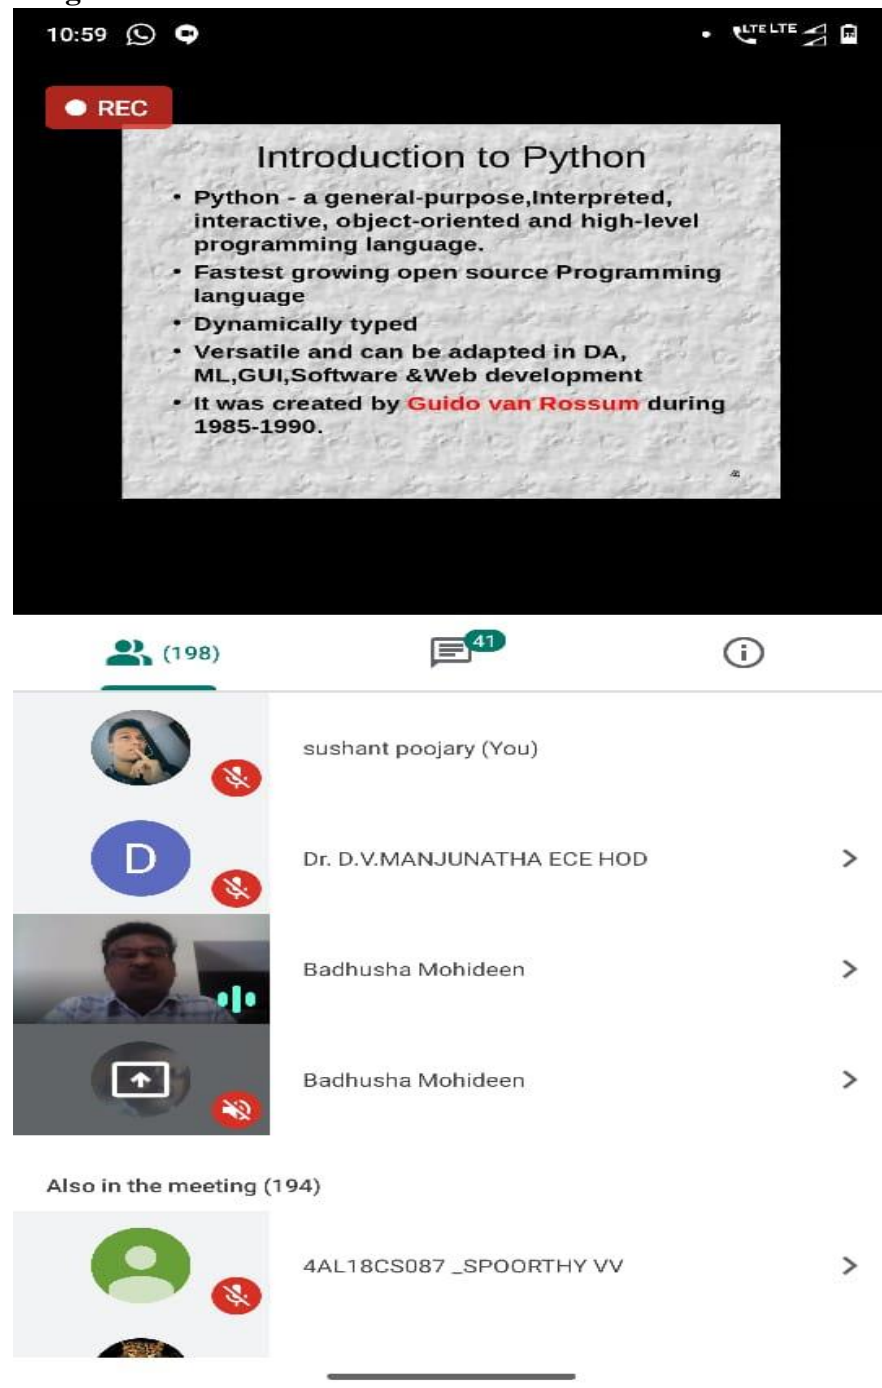 10:59 LTE LTE
REC
Introduction to Python
• Python - a general-purpose,Interpreted,
interactive, object-oriented and high-level
programming language.
• Fastest growing open source Programming
language
• Dynamically typed
• Versatile and can be adapted in DA,
ML,GUI,Software &Web development
• It was created by Guido van Rossum during
1985-1990.
(198) 41
sushant poojary (You)
D Dr. D.V.MANJUNATHA ECE HOD
Badhusha Mohideen
Badhusha Mohideen
Also in the meeting (194)
4AL18CS087 _SPOORTHY VV